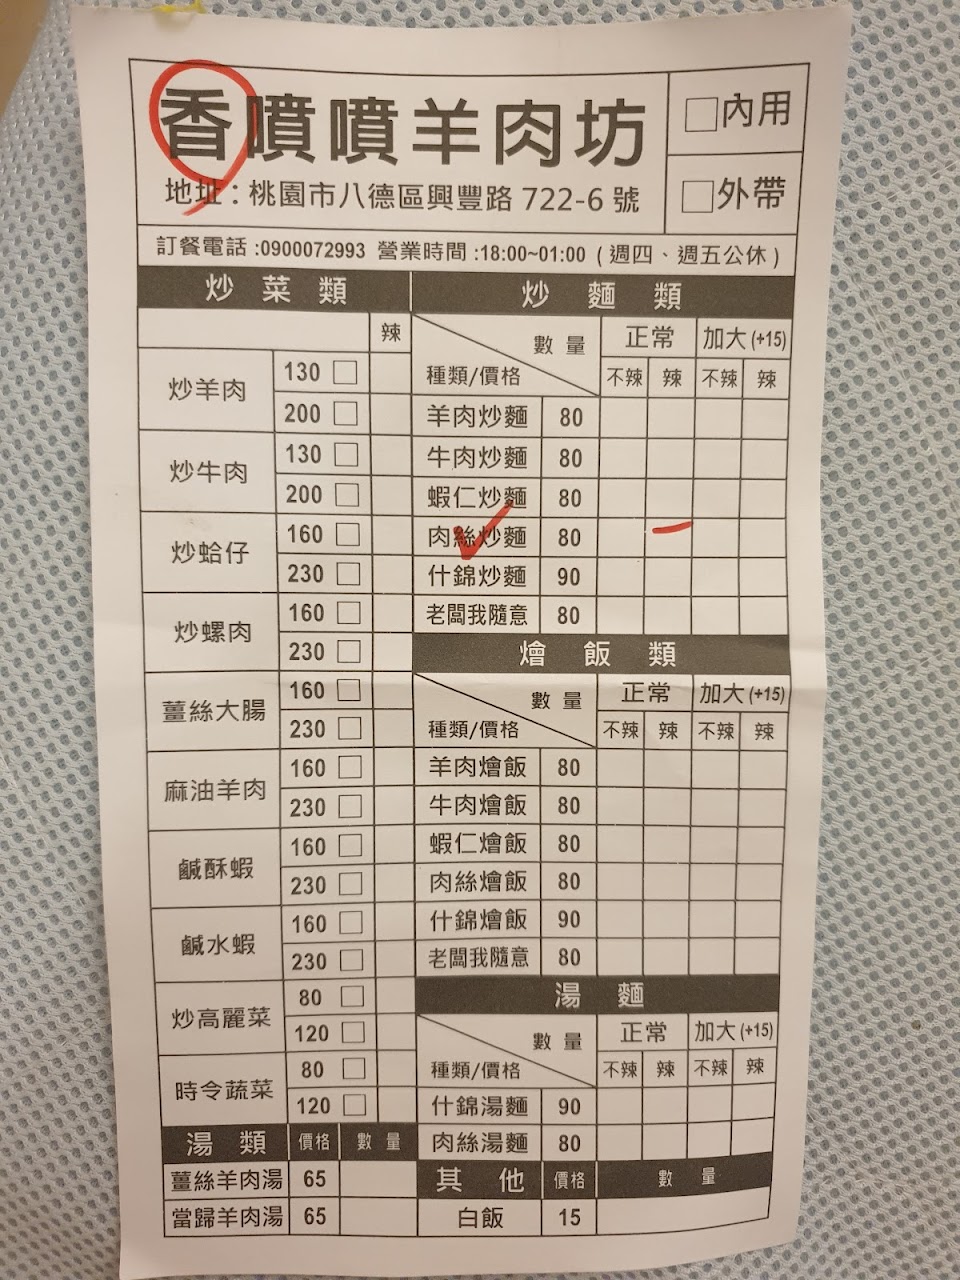 香噴噴羊肉坊
地址：桃園市八德區興豐路 722-6 號
□內用
□外帶
訂餐電話:0900072993 營業時間:18:00~01:00 (週四、週五公休)
炒菜類
辣
炒羊肉 130 □
200 □
炒牛肉 130 □
200 □
炒蛤仔 160 □
230 □
炒螺肉 160 □
230 □
薑絲大腸 160 □
230 □
麻油羊肉 160 □
230 □
鹹酥蝦 160 □
230 □
鹹水蝦 160 □
230 □
炒高麗菜 80 □
120 □
時令蔬菜 80 □
120 □
湯類 價格 數量
薑絲羊肉湯 65
當歸羊肉湯 65
炒麵類
數量 正常 加大(+15)
種類/價格 不辣 辣 不辣 辣
羊肉炒麵 80
牛肉炒麵 80
蝦仁炒麵 80
肉絲炒麵 80
什錦炒麵 90
老闆我隨意 80
燴飯類
數量 正常 加大(+15)
種類/價格 不辣 辣 不辣 辣
羊肉燴飯 80
牛肉燴飯 80
蝦仁燴飯 80
肉絲燴飯 80
什錦燴飯 90
老闆我隨意 80
湯麵
數量 正常 加大(+15)
種類/價格 不辣 辣 不辣 辣
什錦湯麵 90
肉絲湯麵 80
其他 價格 數量
白飯 15